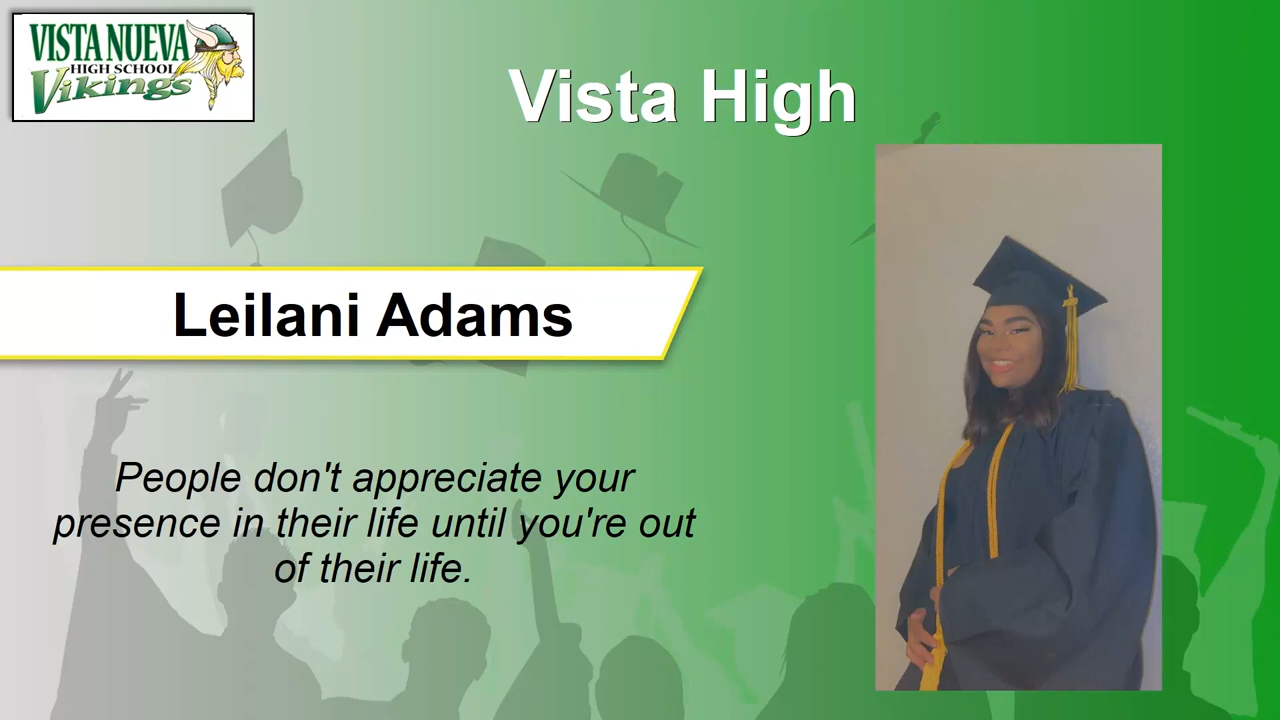 VISTA NUEVA
HIGH SCHOOL
Vikings
Vista High
Leilani Adams
People don't appreciate your
presence in their life until you're out
of their life.